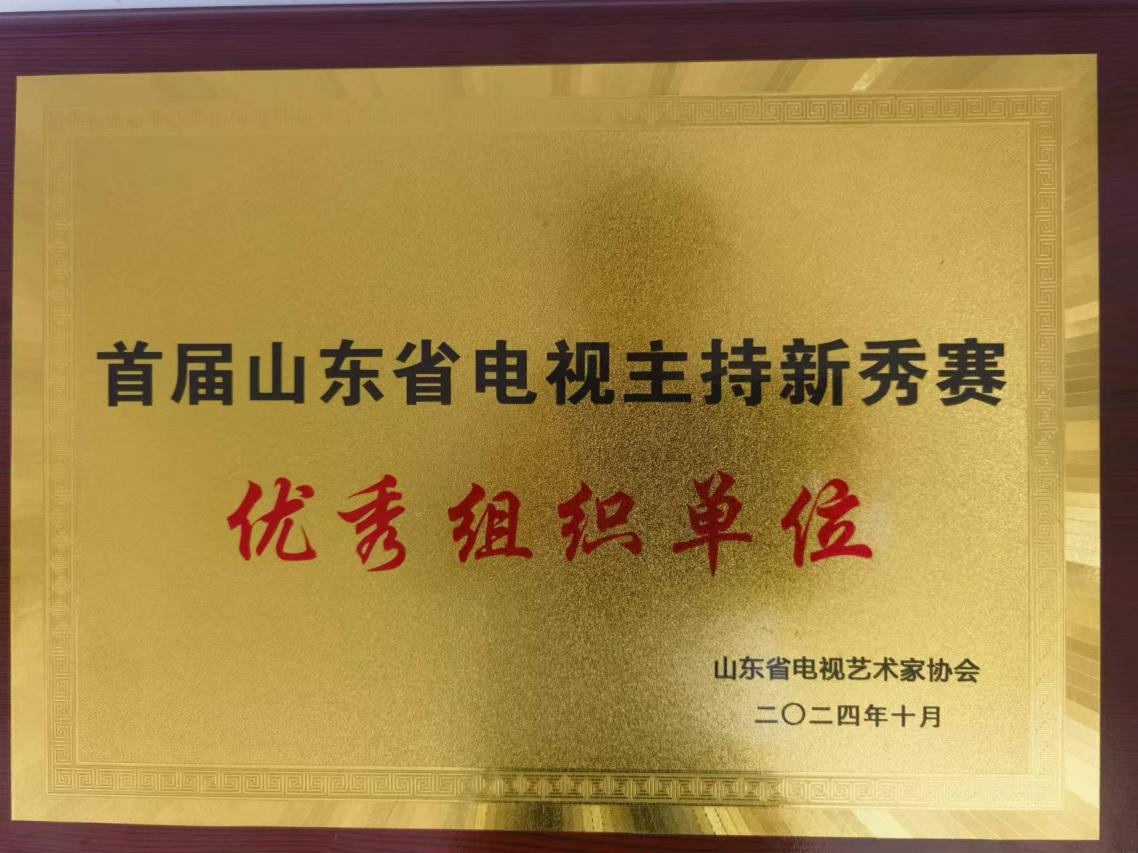 首届山东省电视主持新秀赛
优秀组织单位
山东省电视艺术家协会
二〇二四年十月